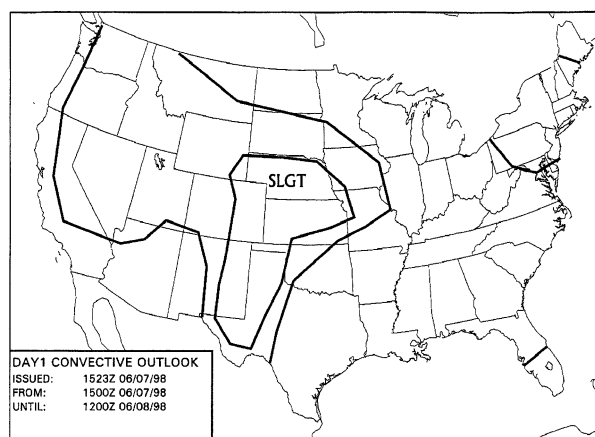 SLGT
DAY1 CONVECTIVE OUTLOOK
ISSUED: 1523Z 06/07/98
FROM: 1500Z 06/07/98
UNTIL: 1200Z 06/08/98